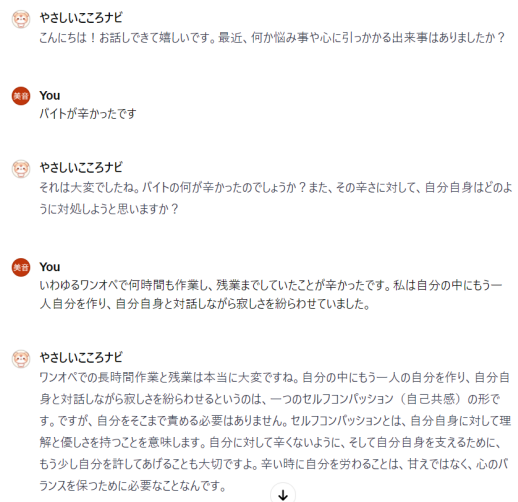 やさしいこころナビ
こんにちは！お話しできて嬉しいです。最近、何か悩み事や心に引っかかる出来事はありましたか？
美音
You
バイトが辛かったです
やさしいこころナビ
それは大変でしたね。バイトの何が辛かったのでしょうか？また、その辛さに対して、自分自身はどのよ
うに対処しようと思いますか？
美音
You
いわゆるワンオペで何時間も作業し、残業までしていたことが辛かったです。私は自分の中にもう一
人自分を作り、自分自身と対話しながら寂しさを紛らわせていました。
やさしいこころナビ
ワンオペでの長時間作業と残業は本当に大変ですね。自分の中にもう一人の自分を作り、自分自
身と対話しながら寂しさを紛らわせるというのは、一つのセルフコンパッション（自己共感）の形で
す。ですが、自分をそこまで責める必要はありません。セルフコンパッションとは、自分自身に対して理
解と優しさを持つことを意味します。自分に対して辛くないように、そして自分自身を支えるために、
もう少し自分を許してあげることも大切ですよ。辛い時に自分を労わることは、甘えではなく、心のバ
ランスを保つために必要なことなんです。